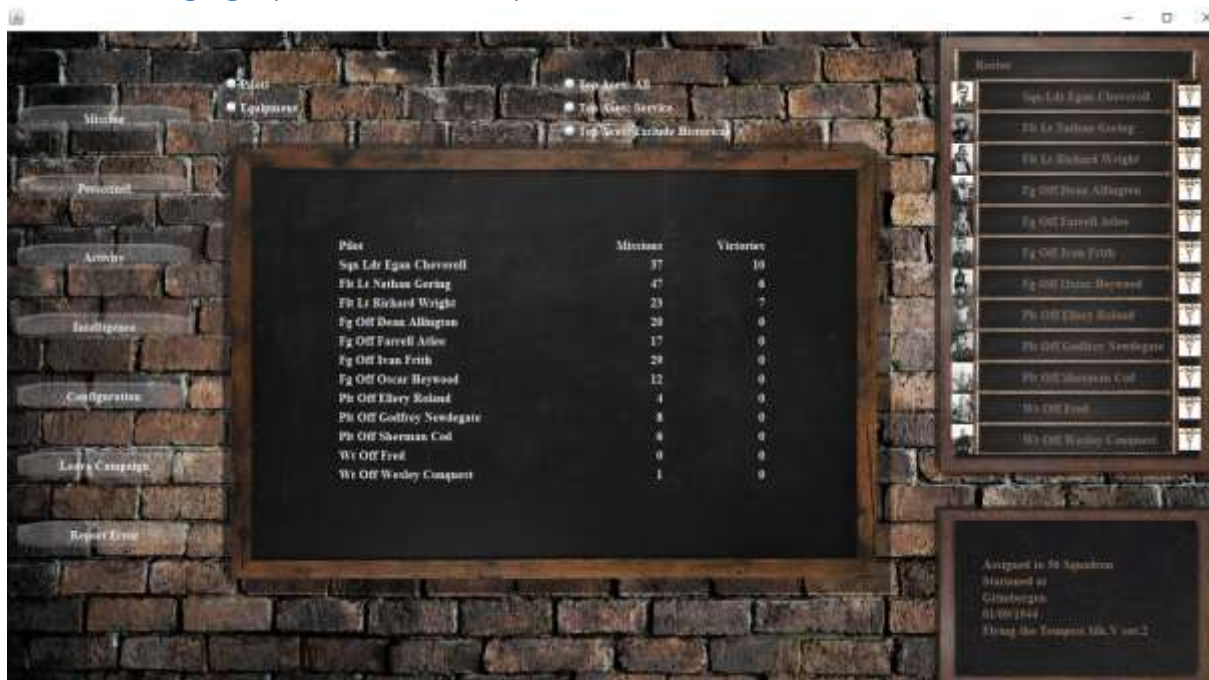 Pilots
Equipment
Top Aces: All
Top Aces: Service
Top Aces: Exclude Historical
Mission
Personnel
Activity
Intelligence
Configuration
Leave Campaign
Report Error
Pilot Missions Victories
Sqn Ldr Egan Cheverell 37 10
Flt Lt Nathan Goring 47 6
Flt Lt Richard Wright 23 7
Fg Off Dean Allington 20 0
Fg Off Farrell Atlee 17 0
Fg Off Ivan Frith 29 0
Fg Off Oscar Heywood 12 0
Plt Off Ellery Roland 4 0
Plt Off Godfrey Newdegate 8 0
Plt Off Sherman Cod 6 0
Wt Off Fred 0 0
Wt Off Wesley Conquest 1 0
Roster
Sqn Ldr Egan Cheverell
Flt Lt Nathan Goring
Flt Lt Richard Wright
Fg Off Dean Allington
Fg Off Farrell Atlee
Fg Off Ivan Frith
Fg Off Oscar Heywood
Plt Off Ellery Roland
Plt Off Godfrey Newdegate
Plt Off Sherman Cod
Wt Off Fred
Wt Off Wesley Conquest
Assigned to 56 Squadron
Stationed at
Flying the Tempest Mk.V ser.2